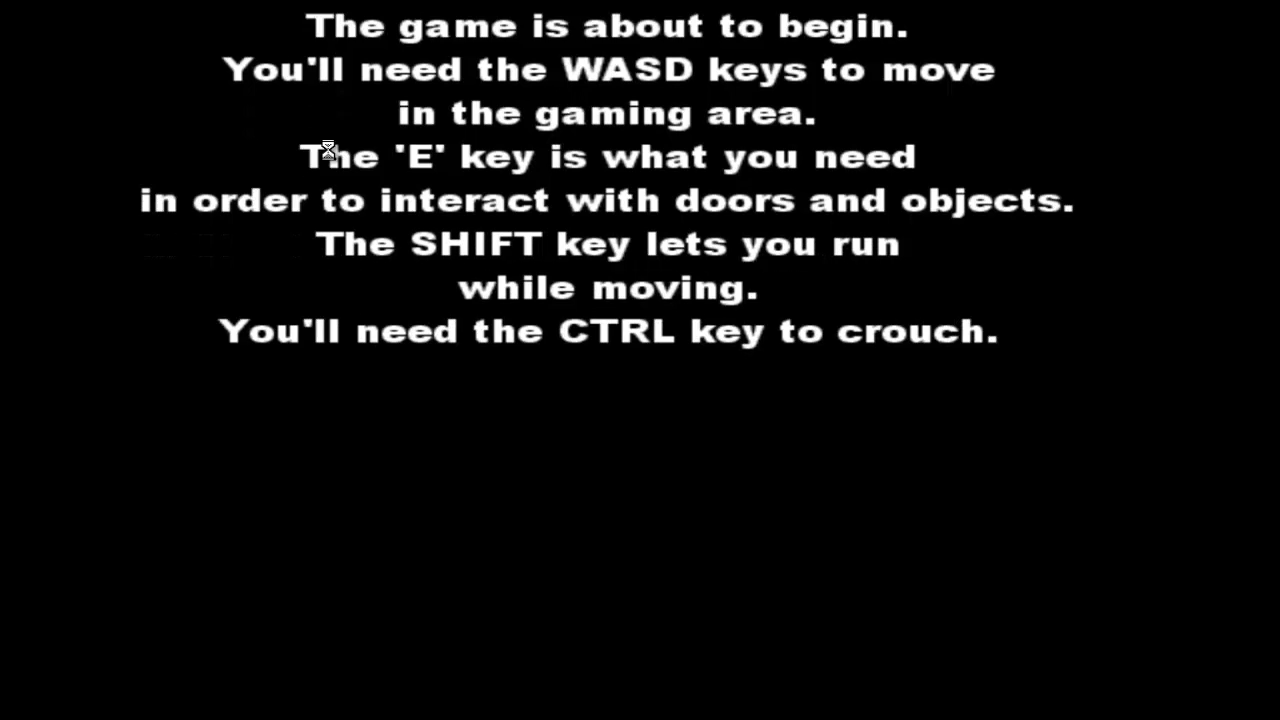 The game is about to begin.
You'll need the WASD keys to move
in the gaming area.
The 'E' key is what you need
in order to interact with doors and objects.
The SHIFT key lets you run
while moving.
You'll need the CTRL key to crouch.